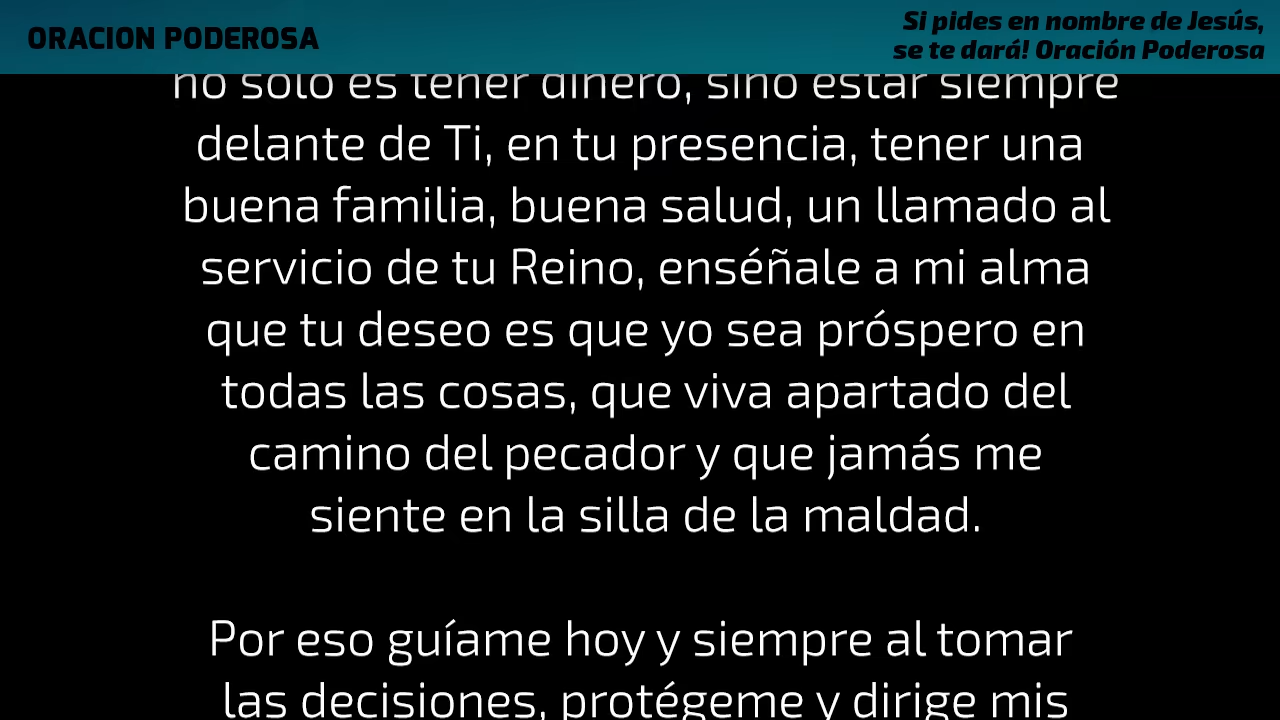 ORACION PODEROSA
Si pides en nombre de Jesús,
se te dará! Oración Poderosa
no solo es tener dinero, sino estar siempre
delante de Ti, en tu presencia, tener una
buena familia, buena salud, un llamado al
servicio de tu Reino, enséñale a mi alma
que tu deseo es que yo sea próspero en
todas las cosas, que viva apartado del
camino del pecador y que jamás me
siente en la silla de la maldad.
Por eso guíame hoy y siempre al tomar
las decisiones, protégeme y dirige mis